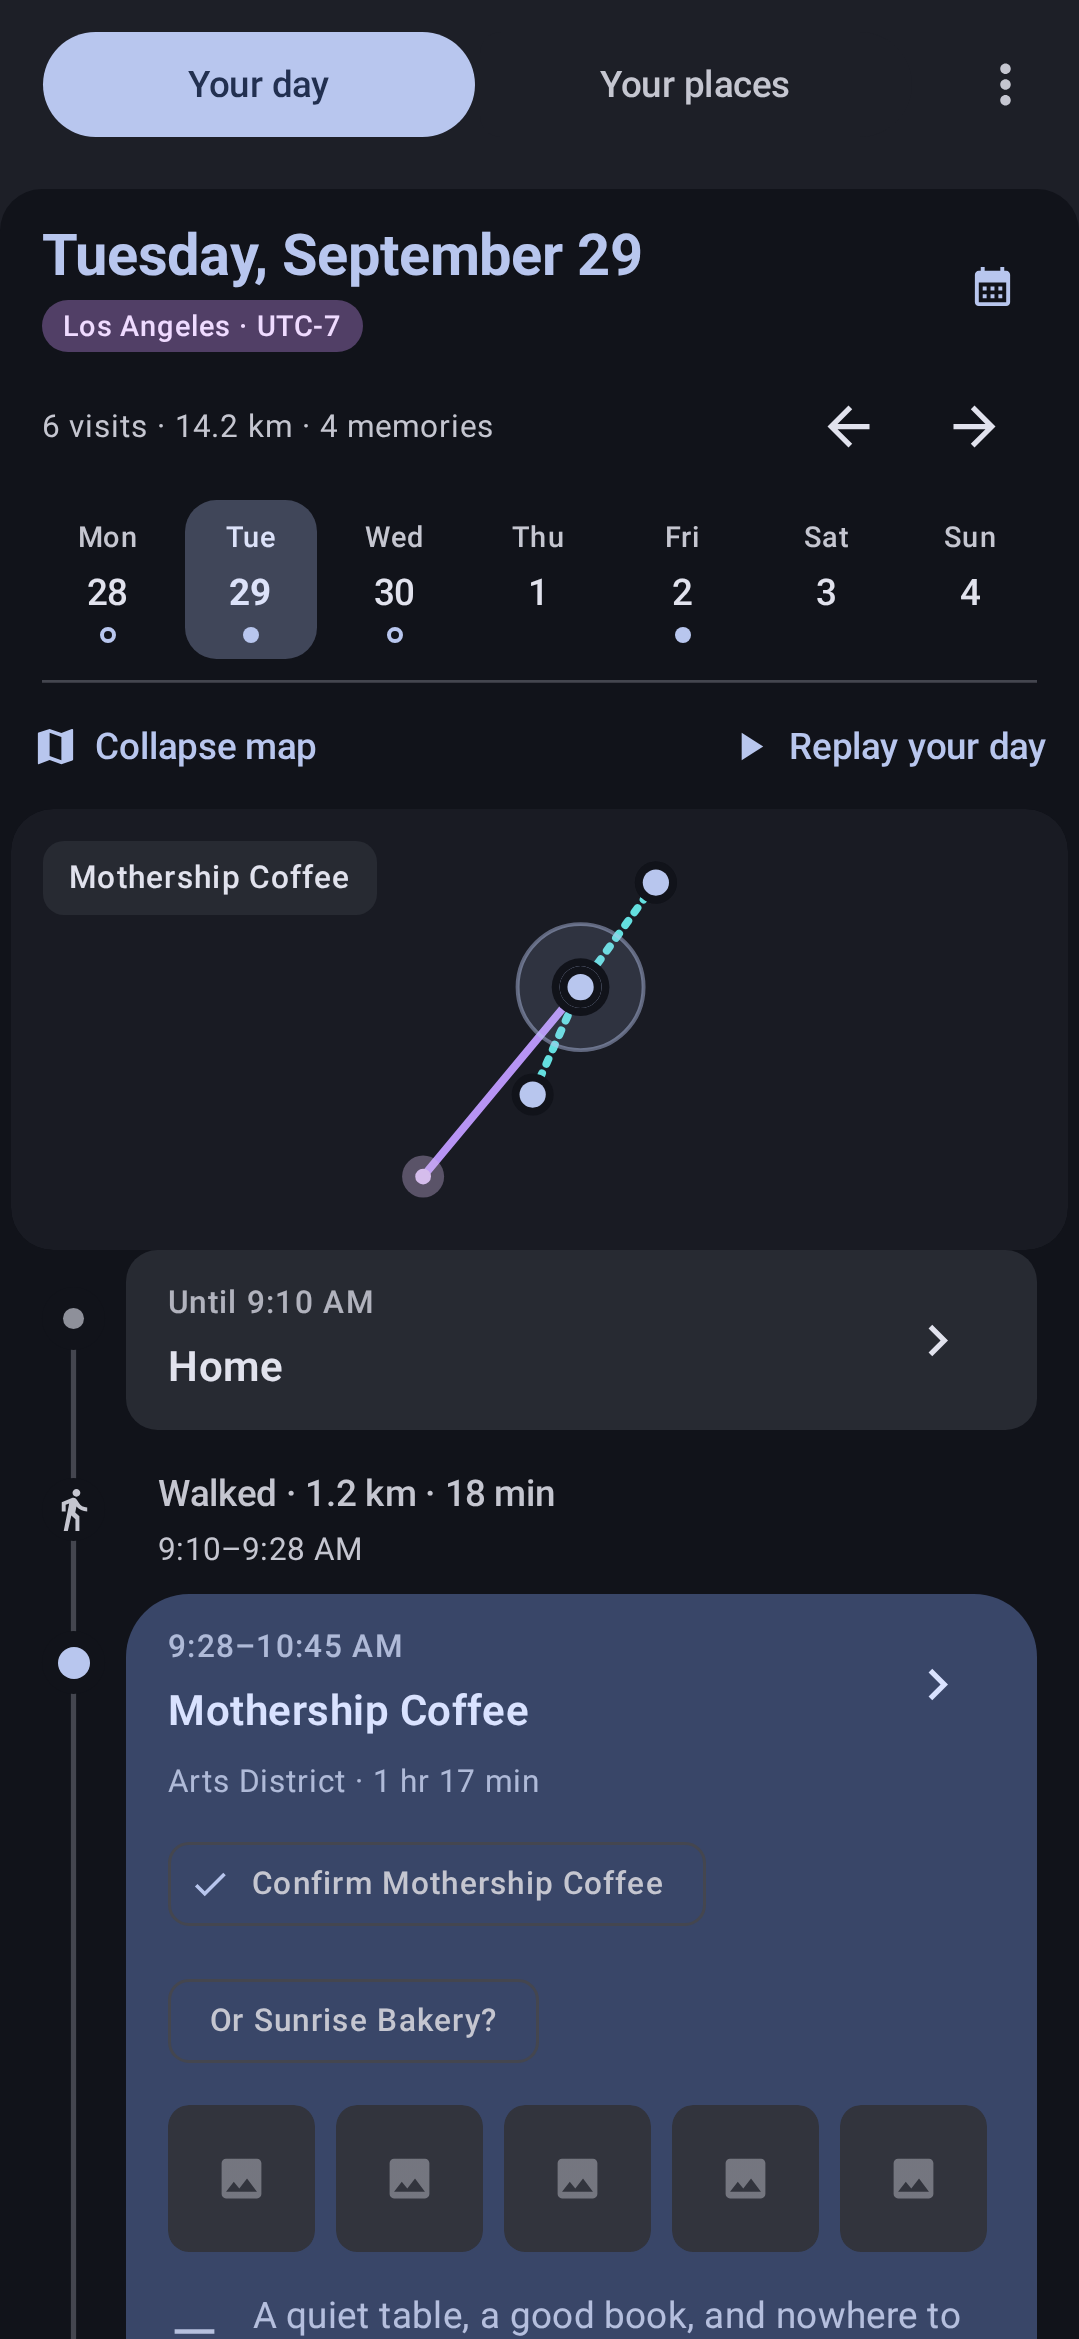 Your day
Your places
Tuesday, September 29
Los Angeles · UTC-7
6 visits · 14.2 km · 4 memories
Mon Tue Wed Thu Fri Sat Sun
28 29 30 1 2 3 4
Collapse map
Replay your day
Mothership Coffee
Until 9:10 AM
Home
Walked · 1.2 km · 18 min
9:10–9:28 AM
9:28–10:45 AM
Mothership Coffee
Arts District · 1 hr 17 min
Confirm Mothership Coffee
Or Sunrise Bakery?
A quiet table, a good book, and nowhere to